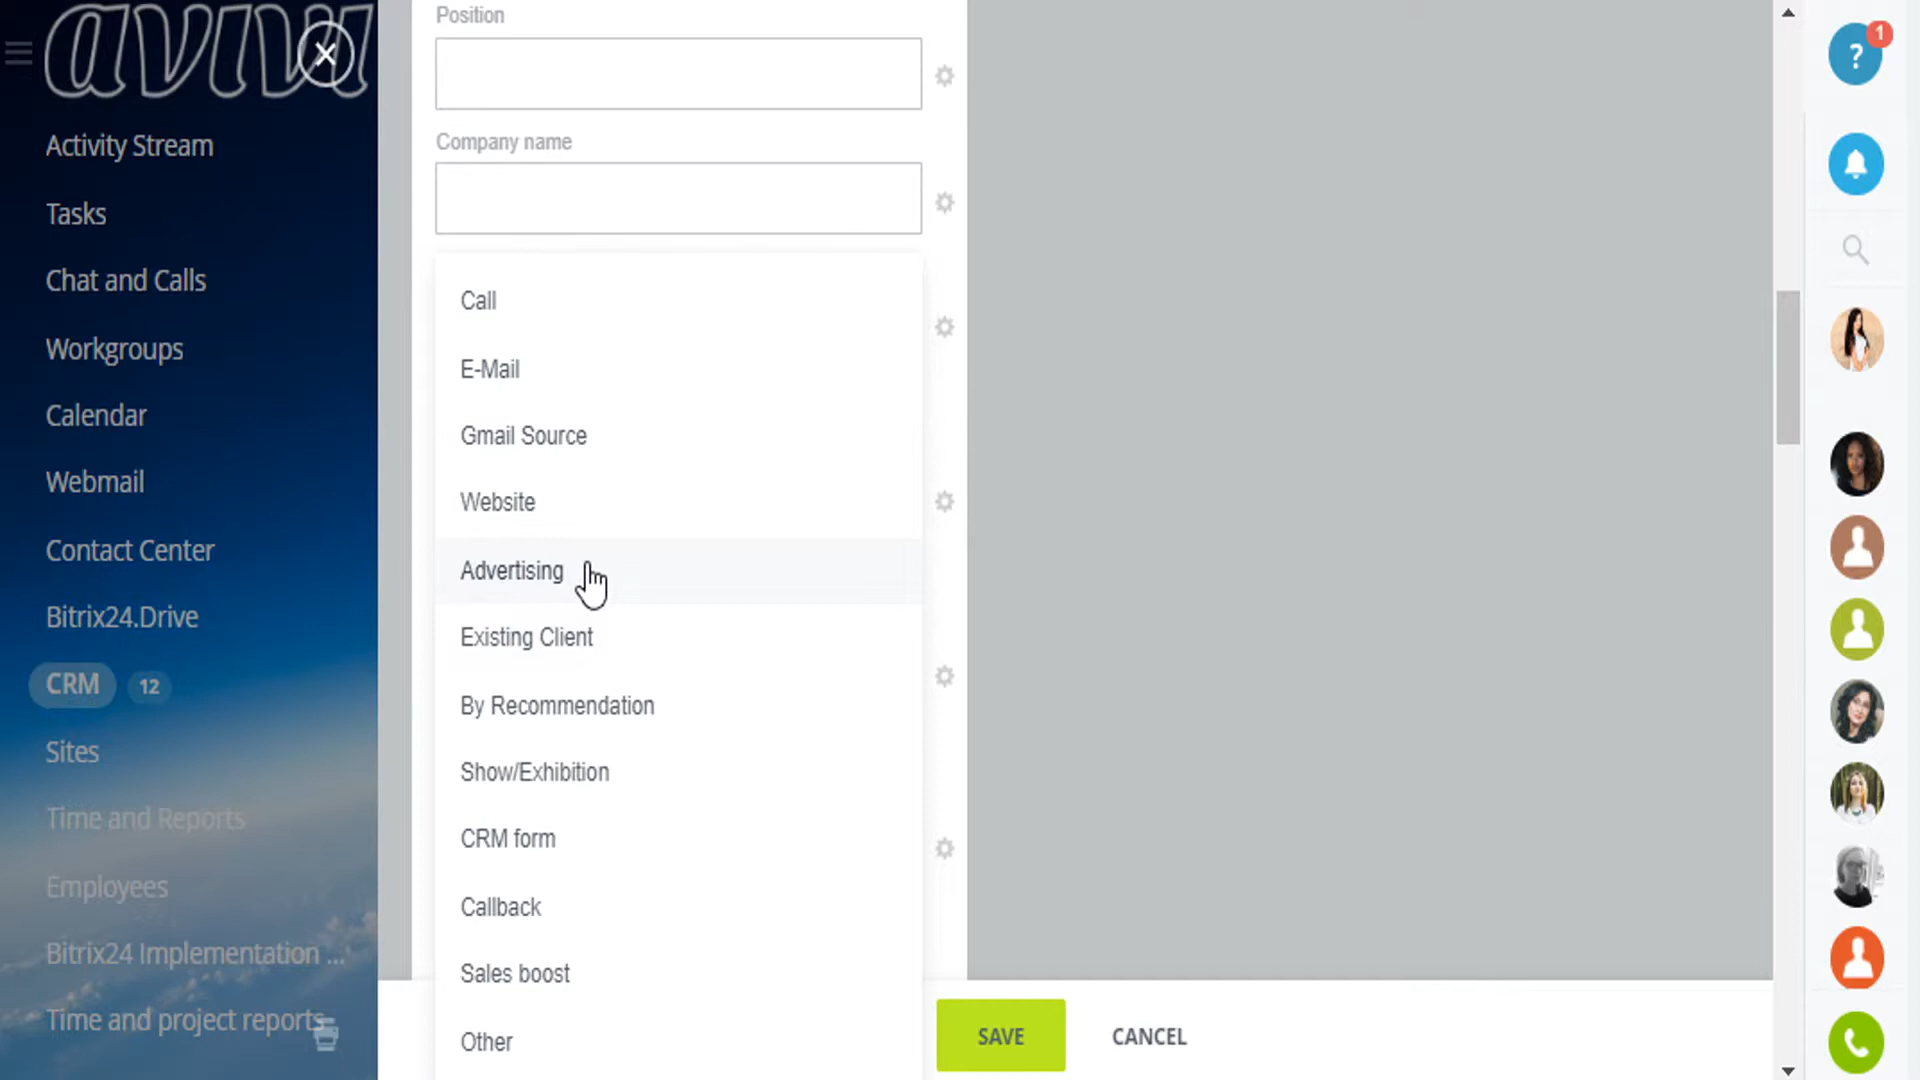 avivi
Activity Stream
Tasks
Chat and Calls
Workgroups
Calendar
Webmail
Contact Center
Bitrix24.Drive
CRM 12
Sites
Time and Reports
Employees
Bitrix24 Implementation ...
Time and project reports
Position
Company name
Call
E-Mail
Gmail Source
Website
Advertising
Existing Client
By Recommendation
Show/Exhibition
CRM form
Callback
Sales boost
Other
SAVE CANCEL
? 1